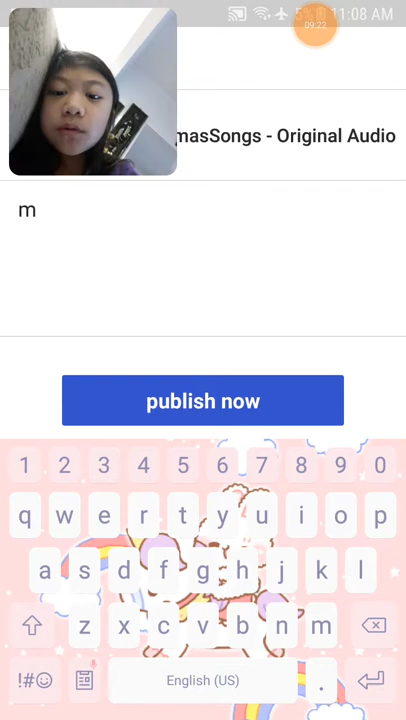 5% 11:08 AM
09:22
masSongs - Original Audio
m
publish now
1 2 3 4 5 6 7 8 9 0
q w e r t y u i o p
a s d f g h j k l
z x c v b n m
!#☺ English (US) .